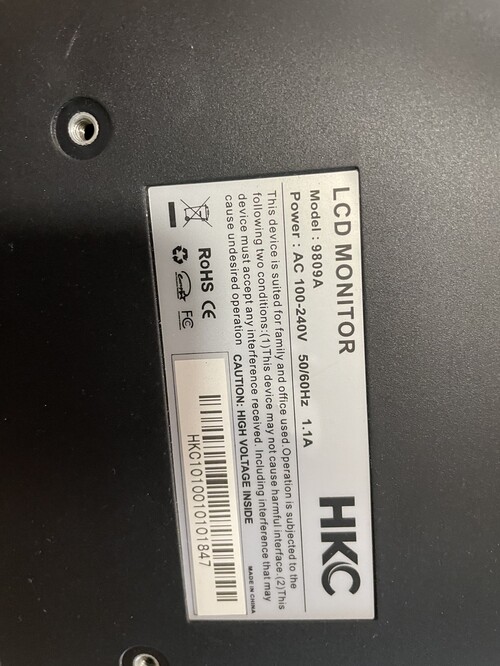 LCD MONITOR
HKC
Model : 9809A
Power : AC 100-240V 50/60Hz 1.1A
This device is suited for family and office used.Operation is subjected to the
following two conditions:(1)This device may not cause harmful interface.(2)This
device must accept any interference received. Including interference that may
cause undesired operation CAUTION: HIGH VOLTAGE INSIDE
MADE IN CHINA
RoHS CE
FC
HKC1010010101847